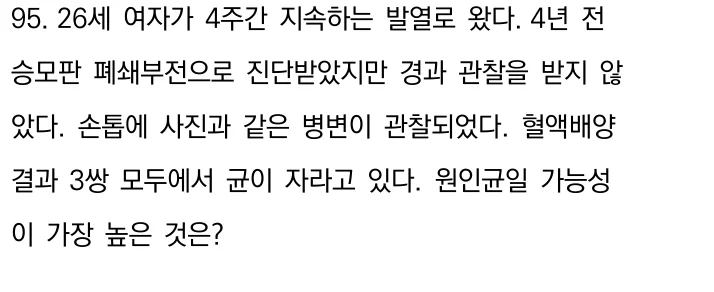 95. 26세 여자가 4주간 지속하는 발열로 왔다. 4년 전
승모판 폐쇄부전으로 진단받았지만 경과 관찰을 받지 않
았다. 손톱에 사진과 같은 병변이 관찰되었다. 혈액배양
결과 3쌍 모두에서 균이 자라고 있다. 원인균일 가능성
이 가장 높은 것은?